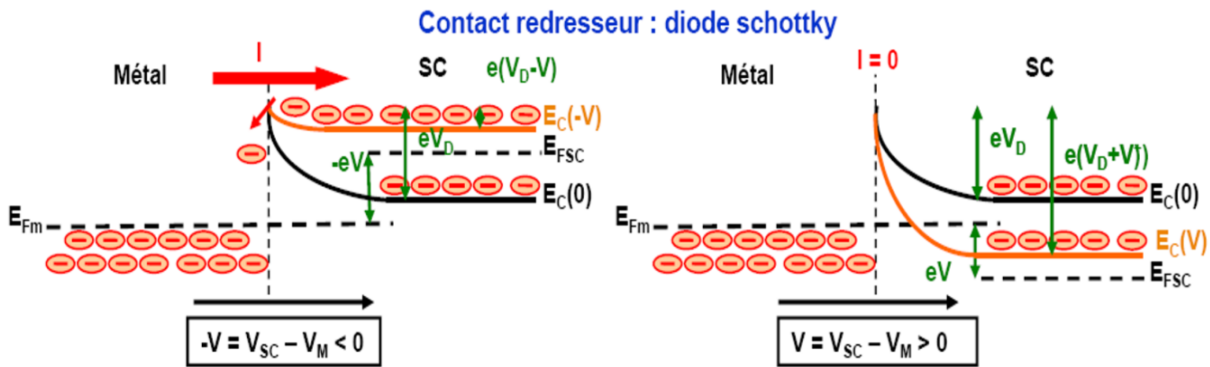 Contact redresseur : diode schottky
I
Métal
SC
e(V_D-V)
E_C(-V)
eV_D
E_FSC
-eV
E_C(0)
E_Fm
-V = V_SC – V_M < 0
I = 0
Métal
SC
eV_D
e(V_D+V))
E_C(0)
E_Fm
E_C(V)
eV
E_FSC
V = V_SC – V_M > 0